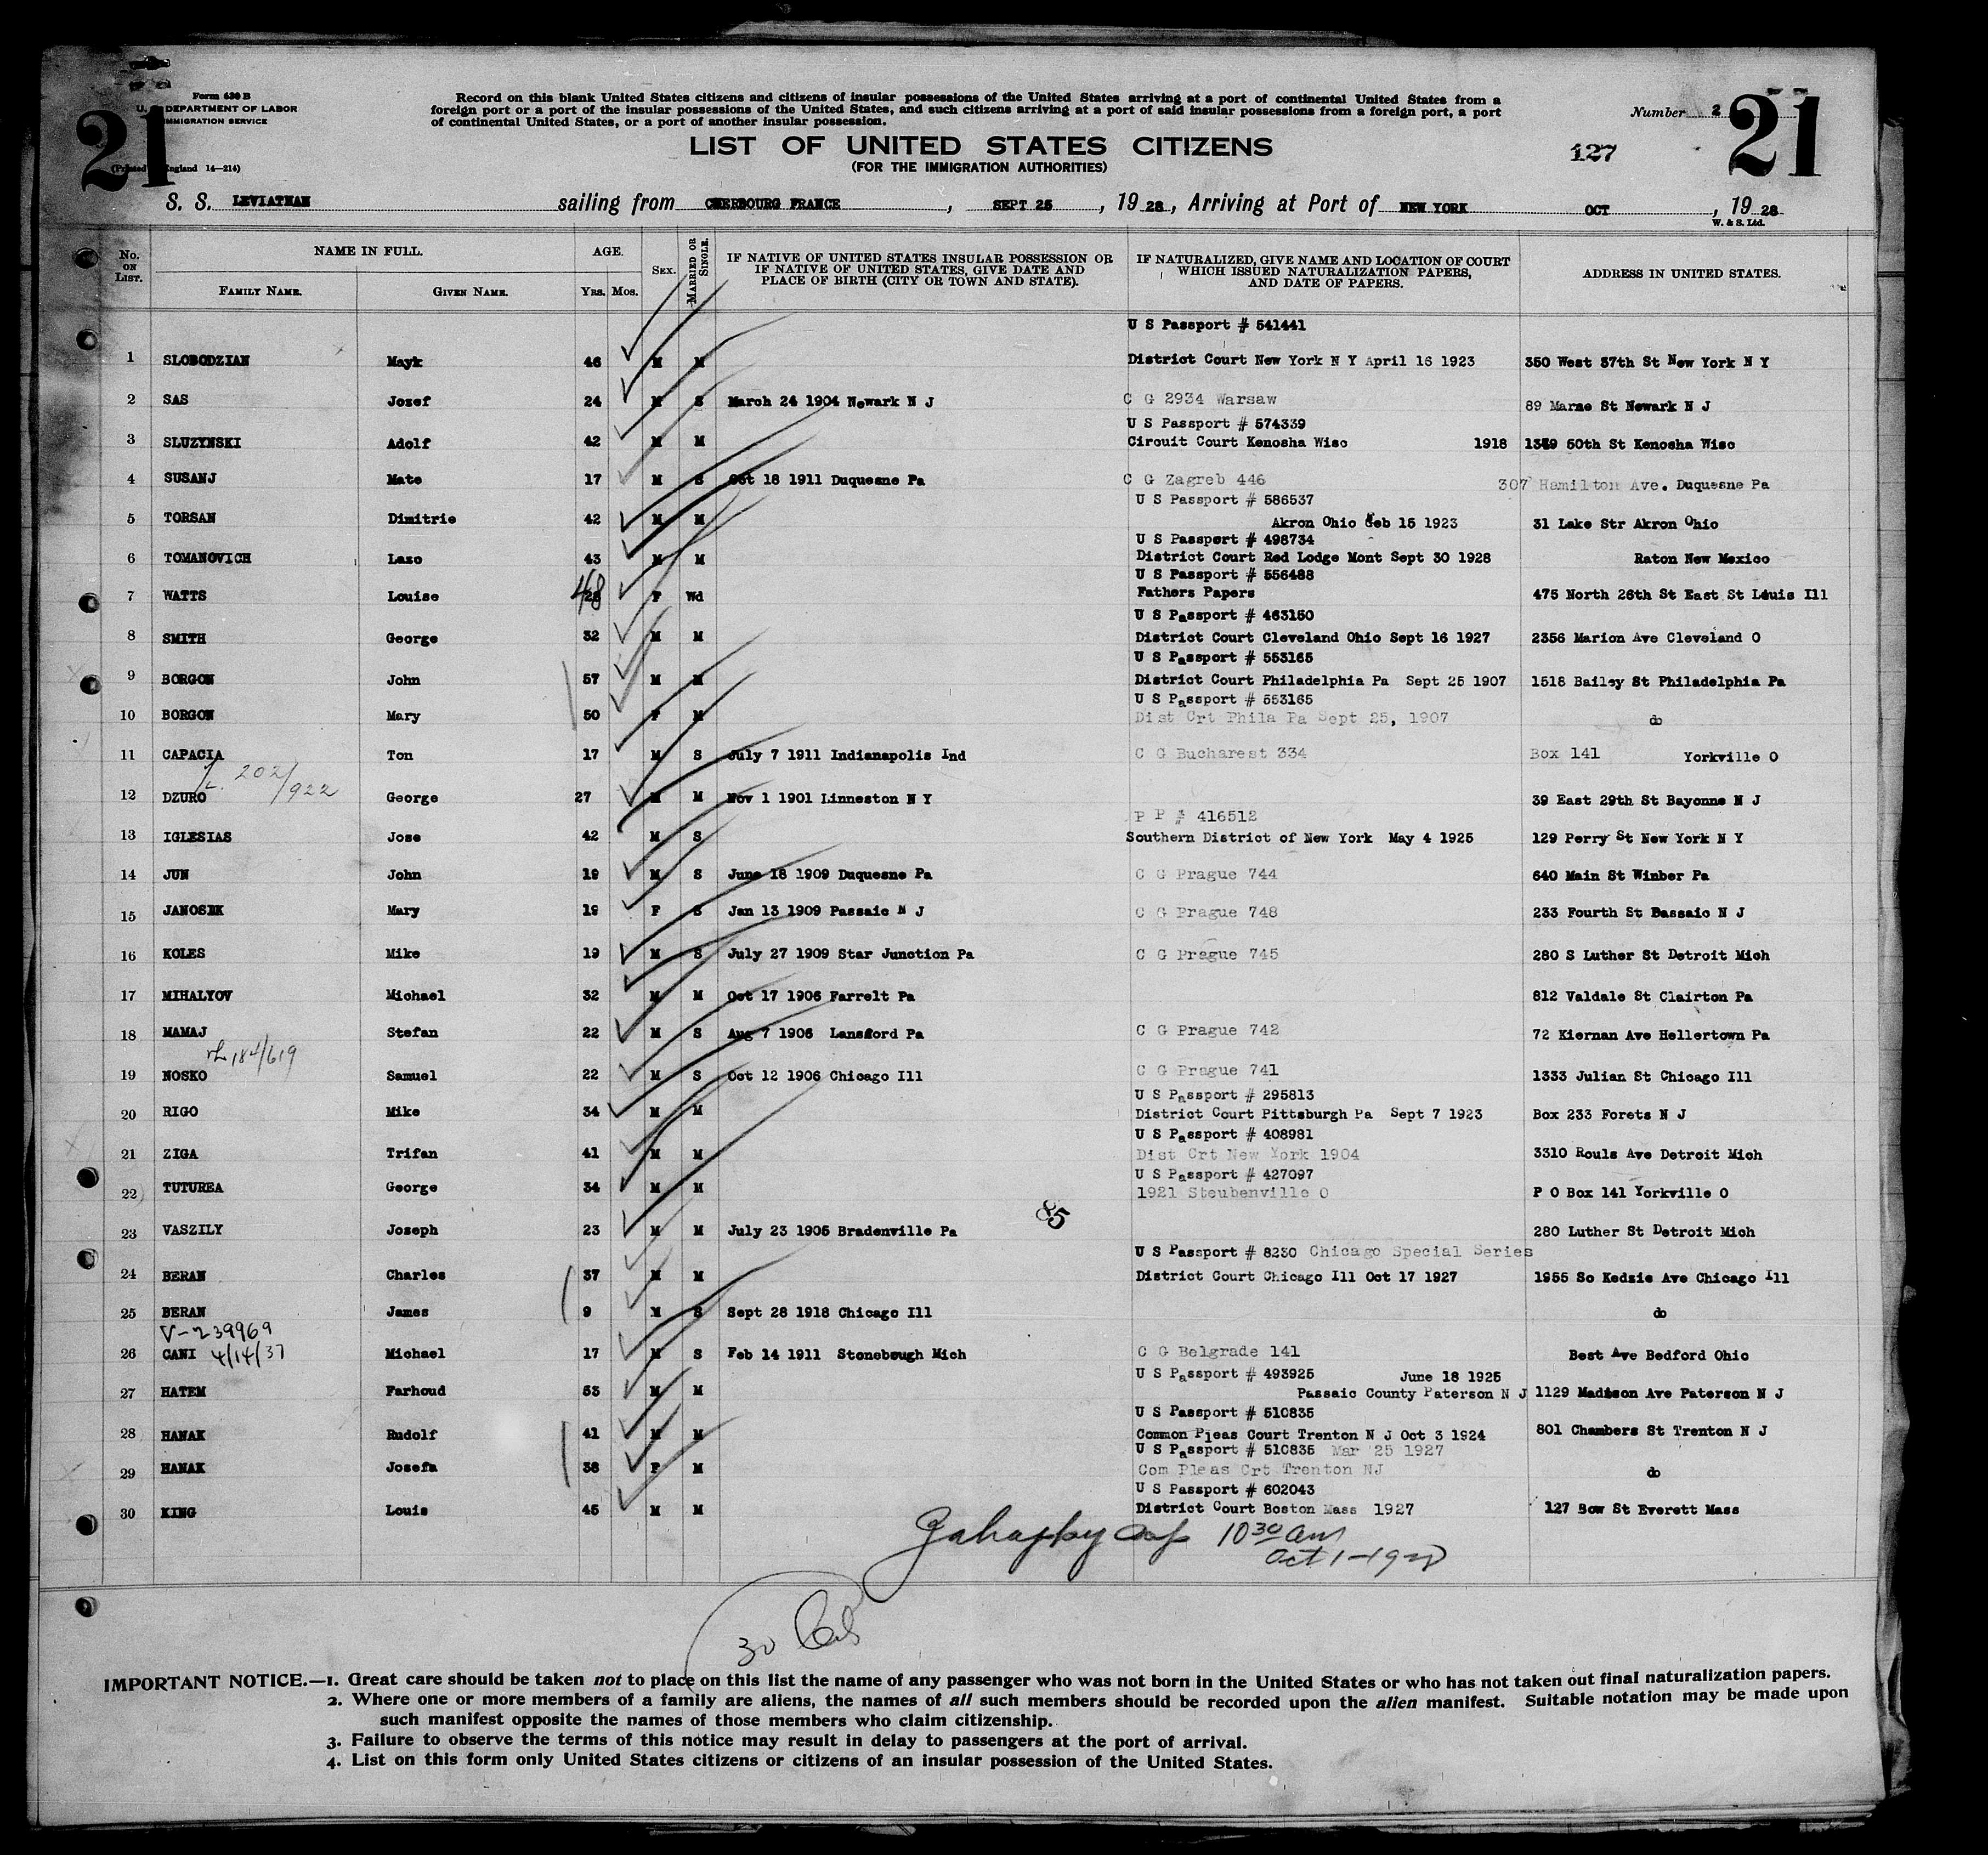 21
Form 630 B
U. S. DEPARTMENT OF LABOR
IMMIGRATION SERVICE
(Printed in England 14—214)
Record on this blank United States citizens and citizens of insular possessions of the United States arriving at a port of continental United States from a
foreign port or a port of the insular possessions of the United States, and such citizens arriving at a port of said insular possessions from a foreign port, a port
of continental United States, or a port of another insular possession.
Number 2
21
LIST OF UNITED STATES CITIZENS
(FOR THE IMMIGRATION AUTHORITIES)
127
S. S. LEVIATHAN sailing from CHERBOURG FRANCE, SEPT 25, 19 28, Arriving at Port of NEW YORK OCT, 19 28
W. & S. Ltd.
No. ON LIST. NAME IN FULL. AGE. SEX. MARRIED OR SINGLE. IF NATIVE OF UNITED STATES INSULAR POSSESSION OR IF NATIVE OF UNITED STATES, GIVE DATE AND PLACE OF BIRTH (CITY OR TOWN AND STATE). IF NATURALIZED, GIVE NAME AND LOCATION OF COURT WHICH ISSUED NATURALIZATION PAPERS, AND DATE OF PAPERS. ADDRESS IN UNITED STATES.
FAMILY NAME. GIVEN NAME. YRS. MOS.
U S Passport # 541441
1 SLOBODZIAN Mayk 46 M M District Court New York N Y April 16 1923 350 West 37th St New York N Y
2 SAS Jozef 24 M S March 24 1904 Newark N J C G 2934 Warsaw 89 Marne St Newark N J
U S Passport # 574339
3 SLUZYNSKI Adolf 42 M M Circuit Court Kenosha Wisc 1918 1379 50th St Kenosha Wisc
4 SUSANJ Mate 17 M S Oct 18 1911 Duquesne Pa C G Zagreb 446 307 Hamilton Ave. Duquesne Pa
U S Passport # 586537
5 TORSAN Dimitrie 42 M M Akron Ohio Feb 15 1923 31 Lake Str Akron Ohio
U S Passport # 498734
6 TOMANOVICH Lazo 43 M M District Court Red Lodge Mont Sept 30 1928 Raton New Mexico
U S Passport # 556488
7 WATTS Louise 48 F Wd Fathers Papers 475 North 26th St East St Louis Ill
U S Passport # 463150
8 SMITH George 32 M M District Court Cleveland Ohio Sept 16 1927 2356 Marion Ave Cleveland O
U S Passport # 553165
9 BORGON John 57 M M District Court Philadelphia Pa Sept 25 1907 1518 Bailey St Philadelphia Pa
U S Passport # 553165
10 BORGON Mary 50 F M Dist Crt Phila Pa Sept 25, 1907 do
11 CAPACIA Ton 17 M S July 7 1911 Indianapolis Ind C G Bucharest 334 Box 141 Yorkville O
202/922
12 DZURO George 27 M M Nov 1 1901 Linneston N Y 39 East 29th St Bayonne N J
P P # 416512
13 IGLESIAS Jose 42 M S Southern District of New York May 4 1925 129 Perry St New York N Y
14 JUN John 19 M S June 18 1909 Duquesne Pa C G Prague 744 640 Main St Winber Pa
15 JANOSIK Mary 19 F S Jan 13 1909 Passaic N J C G Prague 748 233 Fourth St Bassaic N J
16 KOLES Mike 19 M S July 27 1909 Star Junction Pa C G Prague 745 280 S Luther St Detroit Mich
17 MIHALYOV Michael 32 M M Oct 17 1906 Farrelt Pa 812 Valdale St Clairton Pa
18 MAMAJ Stefan 22 M S Aug 7 1906 Lansford Pa C G Prague 742 72 Kiernan Ave Hellertown Pa
184/619
19 NOSKO Samuel 22 M S Oct 12 1906 Chicago Ill C G Prague 741 1333 Julian St Chicago Ill
U S Passport # 295813
20 RIGO Mike 34 M M District Court Pittsburgh Pa Sept 7 1923 Box 233 Forets N J
U S Passport # 408981
21 ZIGA Trifan 41 M M Dist Crt New York 1904 3310 Rouls Ave Detroit Mich
U S Passport # 427097
22 TUTUREA George 34 M M 1921 Steubenville O P O Box 141 Yorkville O
85
23 VASZILY Joseph 23 M M July 23 1905 Bradenville Pa 280 Luther St Detroit Mich
U S Passport # 8230 Chicago Special Series
24 BERAN Charles 37 M M District Court Chicago Ill Oct 17 1927 1955 So Kedzie Ave Chicago Ill
25 BERAN James 9 M S Sept 28 1918 Chicago Ill do
V-239969
26 CANI 4/14/37 Michael 17 M S Feb 14 1911 Stonebough Mich C G Belgrade 141 Best Ave Bedford Ohio
U S Passport # 493925 June 18 1925
27 HATEM Farhoud 53 M M Passaic County Paterson N J 1129 Madison Ave Paterson N J
U S Passport # 510835
28 HANAK Rudolf 41 M M Common Pleas Court Trenton N J Oct 3 1924 801 Chambers St Trenton N J
U S Passport # 510835 Mar 25 1927
29 HANAK Josefa 38 F M Com Pleas Crt Trenton NJ do
U S Passport # 602043
30 KING Louis 45 M M District Court Boston Mass 1927 127 Bow St Everett Mass
10 30 am
Oct 1-1928
30
IMPORTANT NOTICE.—1. Great care should be taken not to place on this list the name of any passenger who was not born in the United States or who has not taken out final naturalization papers.
2. Where one or more members of a family are aliens, the names of all such members should be recorded upon the alien manifest. Suitable notation may be made upon
such manifest opposite the names of those members who claim citizenship.
3. Failure to observe the terms of this notice may result in delay to passengers at the port of arrival.
4. List on this form only United States citizens or citizens of an insular possession of the United States.